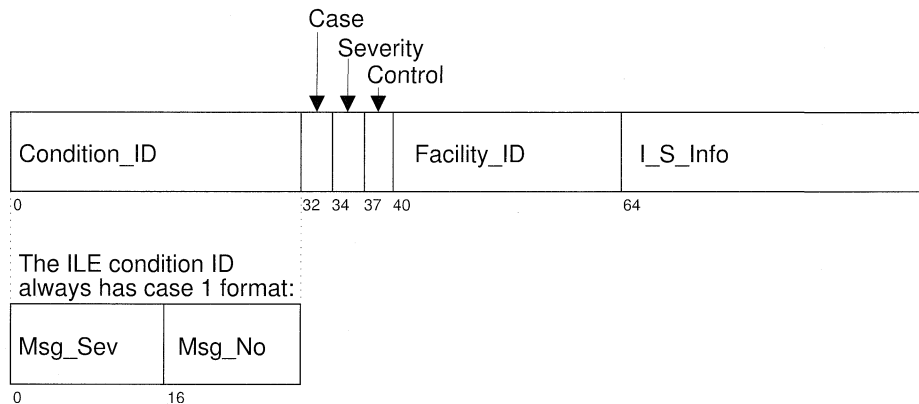 Case
Severity
Control
Condition_ID Facility_ID I_S_Info
0 32 34 37 40 64
The ILE condition ID
always has case 1 format:
Msg_Sev Msg_No
0 16